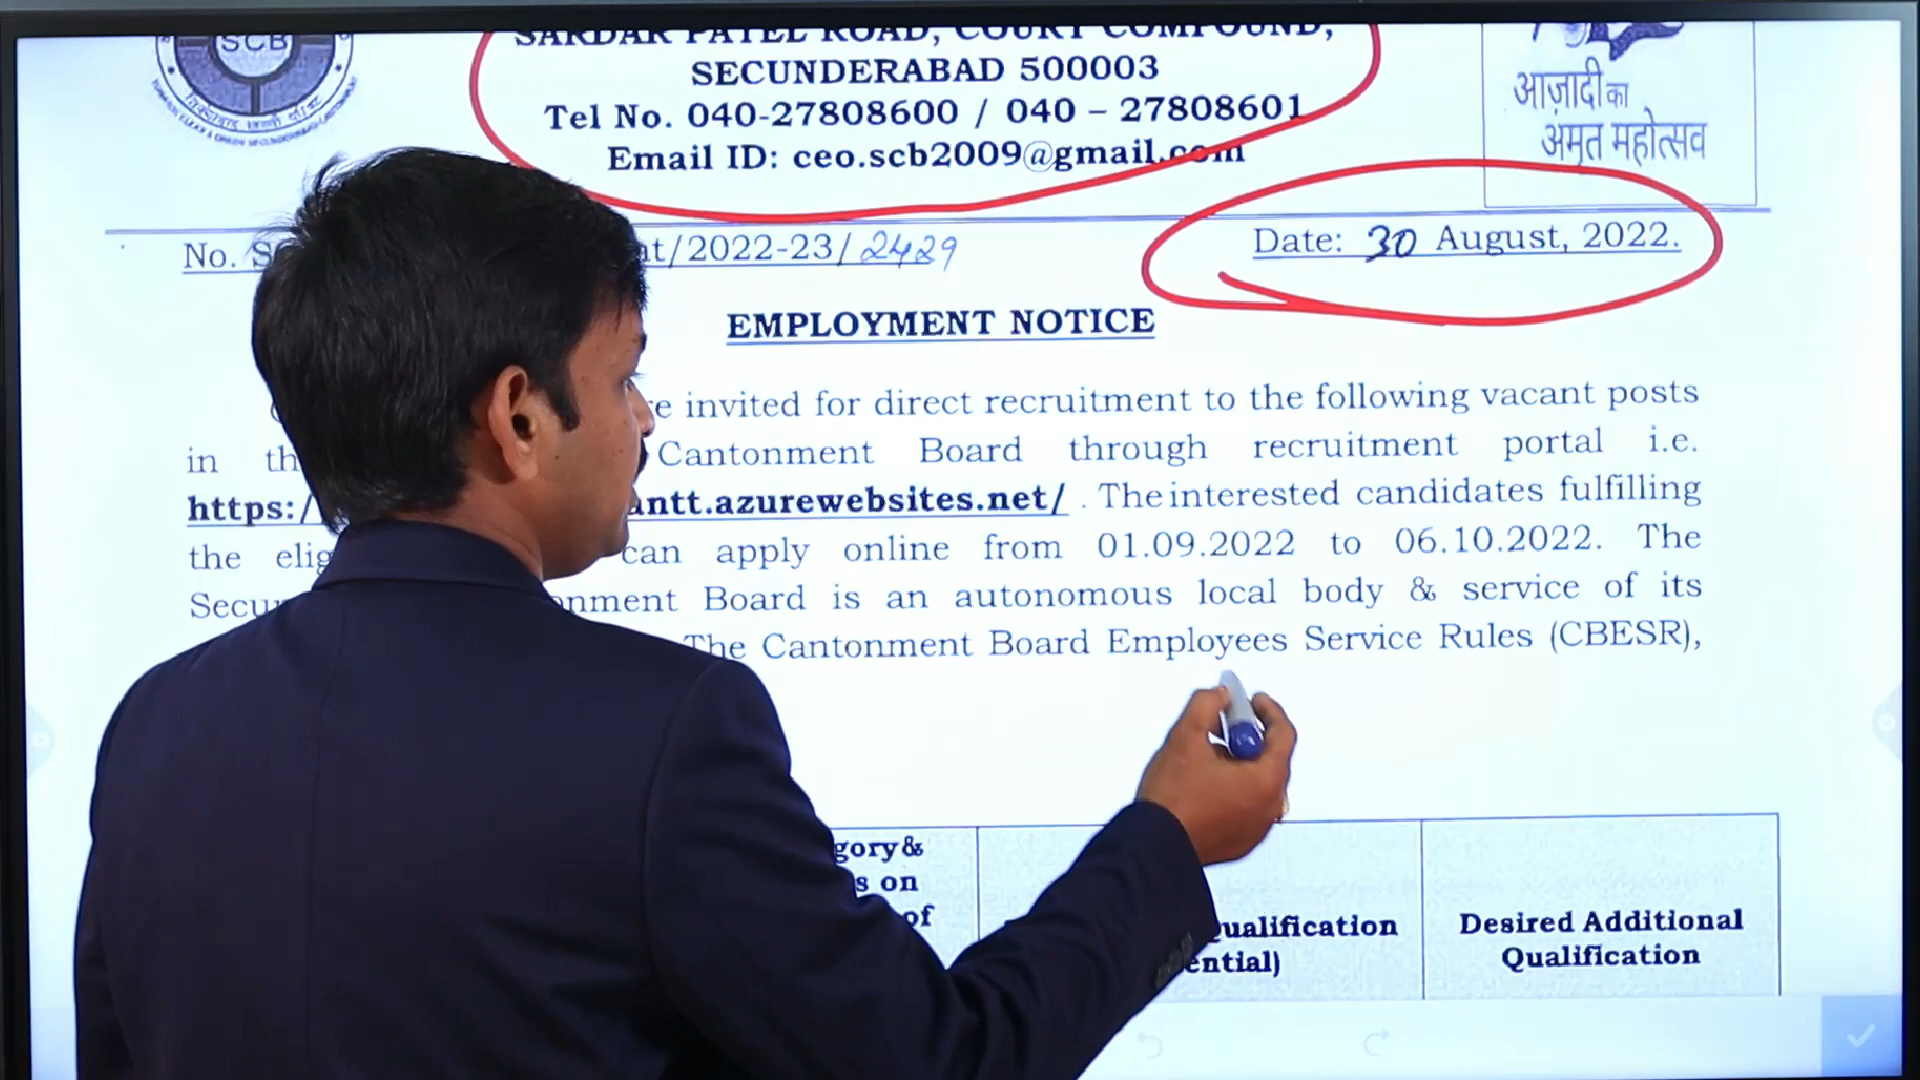 SCB
SARDAR PATEL ROAD, COURT COMPOUND,
SECUNDERABAD 500003
Tel No. 040-27808600 / 040 – 27808601
Email ID: ceo.scb2009@gmail.com
आज़ादी का
अमृत महोत्सव
No. S nt/2022-23/2429
Date: 30 August, 2022.
EMPLOYMENT NOTICE
re invited for direct recruitment to the following vacant posts
in th Cantonment Board through recruitment portal i.e.
https:/ antt.azurewebsites.net/ . The interested candidates fulfilling
the elig can apply online from 01.09.2022 to 06.10.2022. The
Secun onment Board is an autonomous local body & service of its
The Cantonment Board Employees Service Rules (CBESR),
gory &
s on
of
ualification
ential)
Desired Additional
Qualification